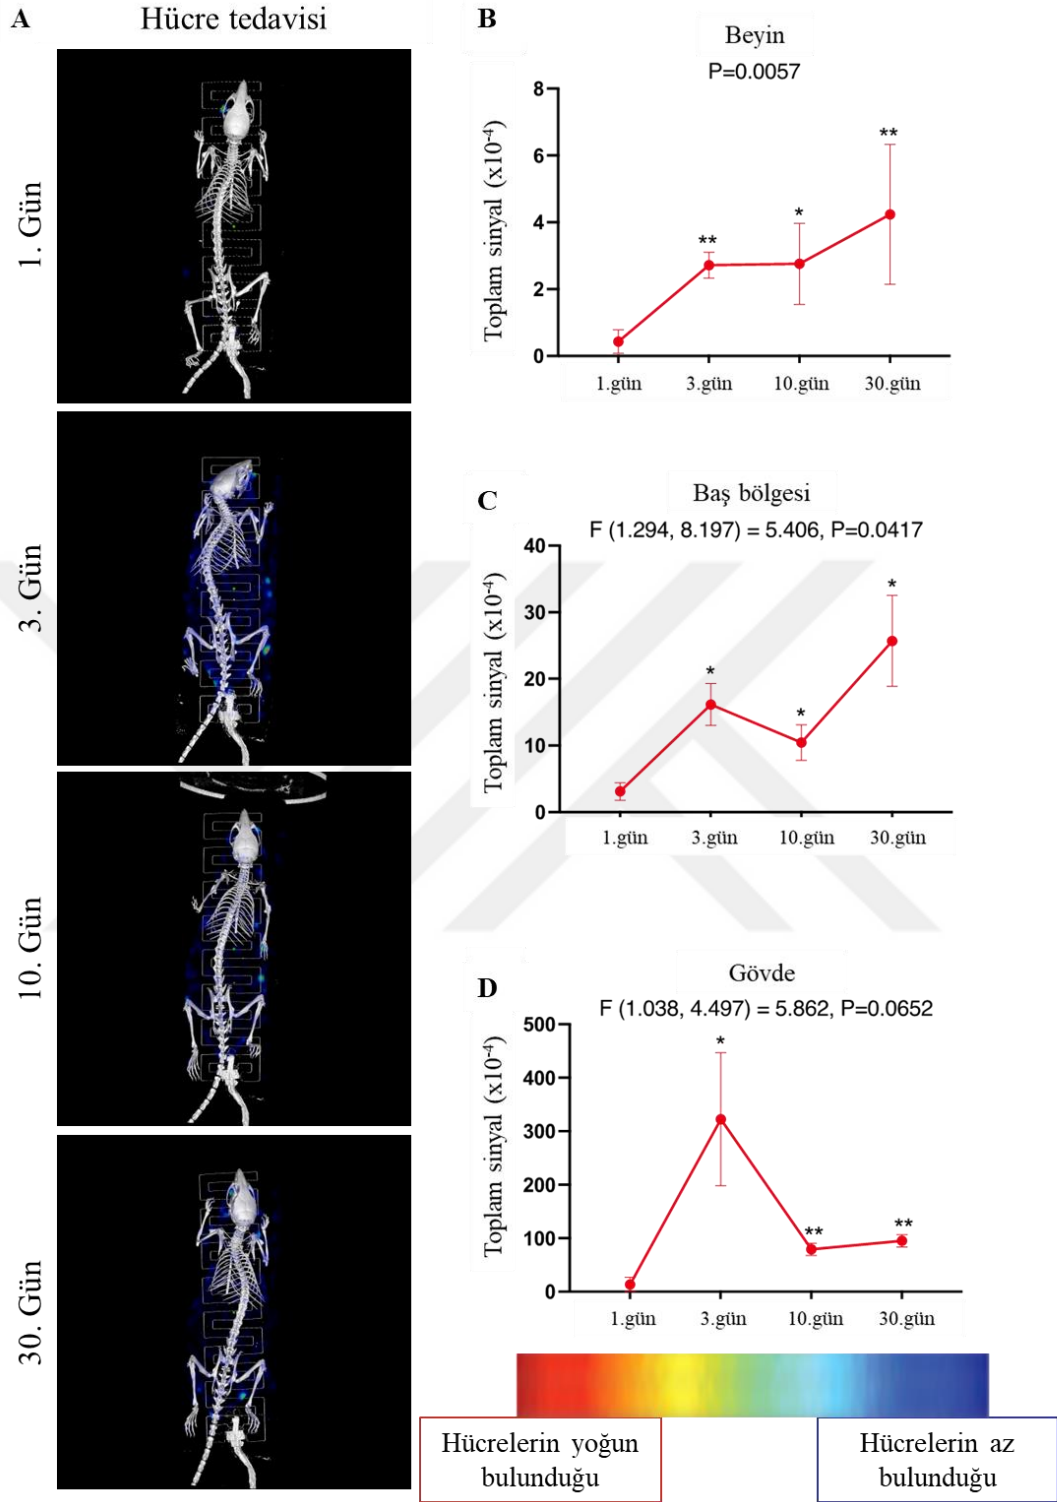 A
Hücre tedavisi
1. Gün
3. Gün
10. Gün
30. Gün
B
Beyin
P=0.0057
Toplam sinyal (x10⁻⁴)
8
6
4
2
0
**
*
**
1.gün 3.gün 10.gün 30.gün
C
Baş bölgesi
F (1.294, 8.197) = 5.406, P=0.0417
Toplam sinyal (x10⁻⁴)
40
30
20
10
0
*
*
*
1.gün 3.gün 10.gün 30.gün
D
Gövde
F (1.038, 4.497) = 5.862, P=0.0652
Toplam sinyal (x10⁻⁴)
500
400
300
200
100
0
*
**
**
1.gün 3.gün 10.gün 30.gün
Hücrelerin yoğun
bulunduğu
Hücrelerin az
bulunduğu